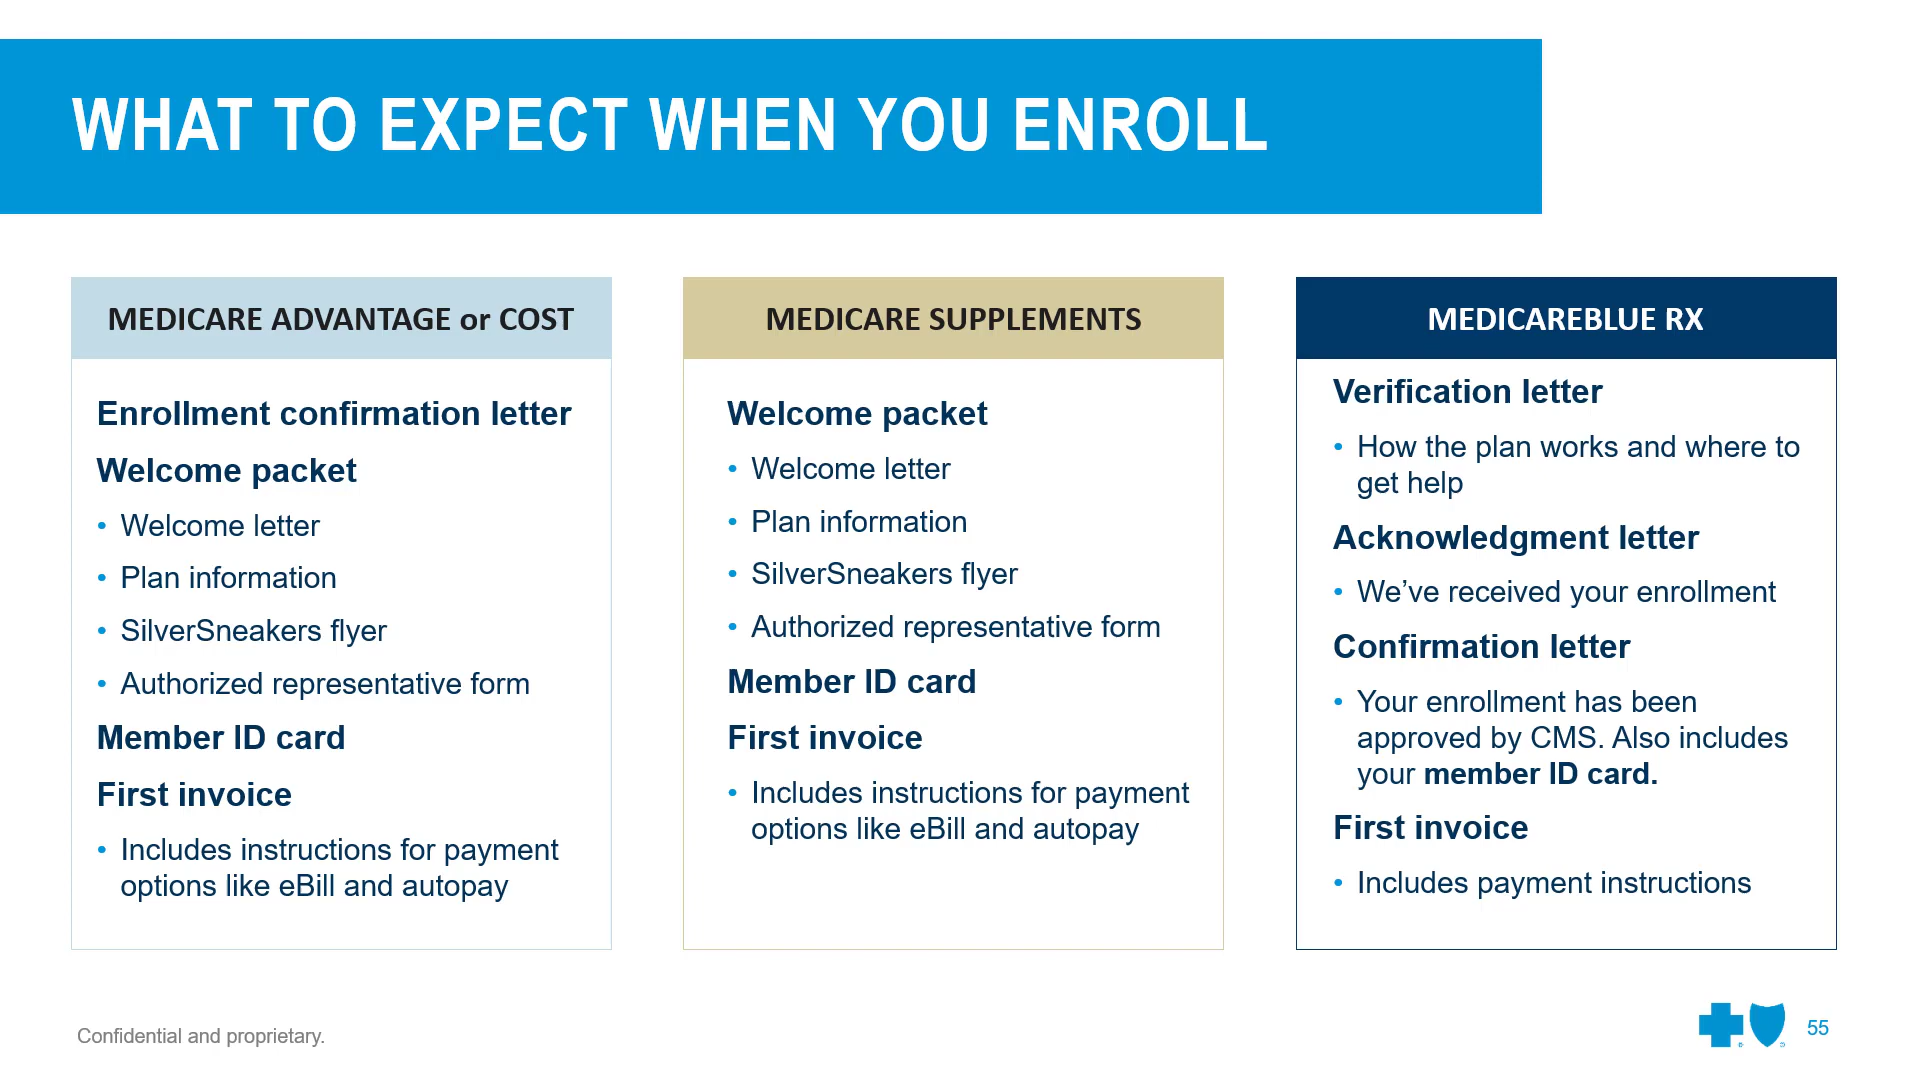 WHAT TO EXPECT WHEN YOU ENROLL
MEDICARE ADVANTAGE or COST
Enrollment confirmation letter
Welcome packet
• Welcome letter
• Plan information
• SilverSneakers flyer
• Authorized representative form
Member ID card
First invoice
• Includes instructions for payment
options like eBill and autopay
MEDICARE SUPPLEMENTS
Welcome packet
• Welcome letter
• Plan information
• SilverSneakers flyer
• Authorized representative form
Member ID card
First invoice
• Includes instructions for payment
options like eBill and autopay
MEDICAREBLUE RX
Verification letter
• How the plan works and where to
get help
Acknowledgment letter
• We’ve received your enrollment
Confirmation letter
• Your enrollment has been
approved by CMS. Also includes
your member ID card.
First invoice
• Includes payment instructions
Confidential and proprietary.
55